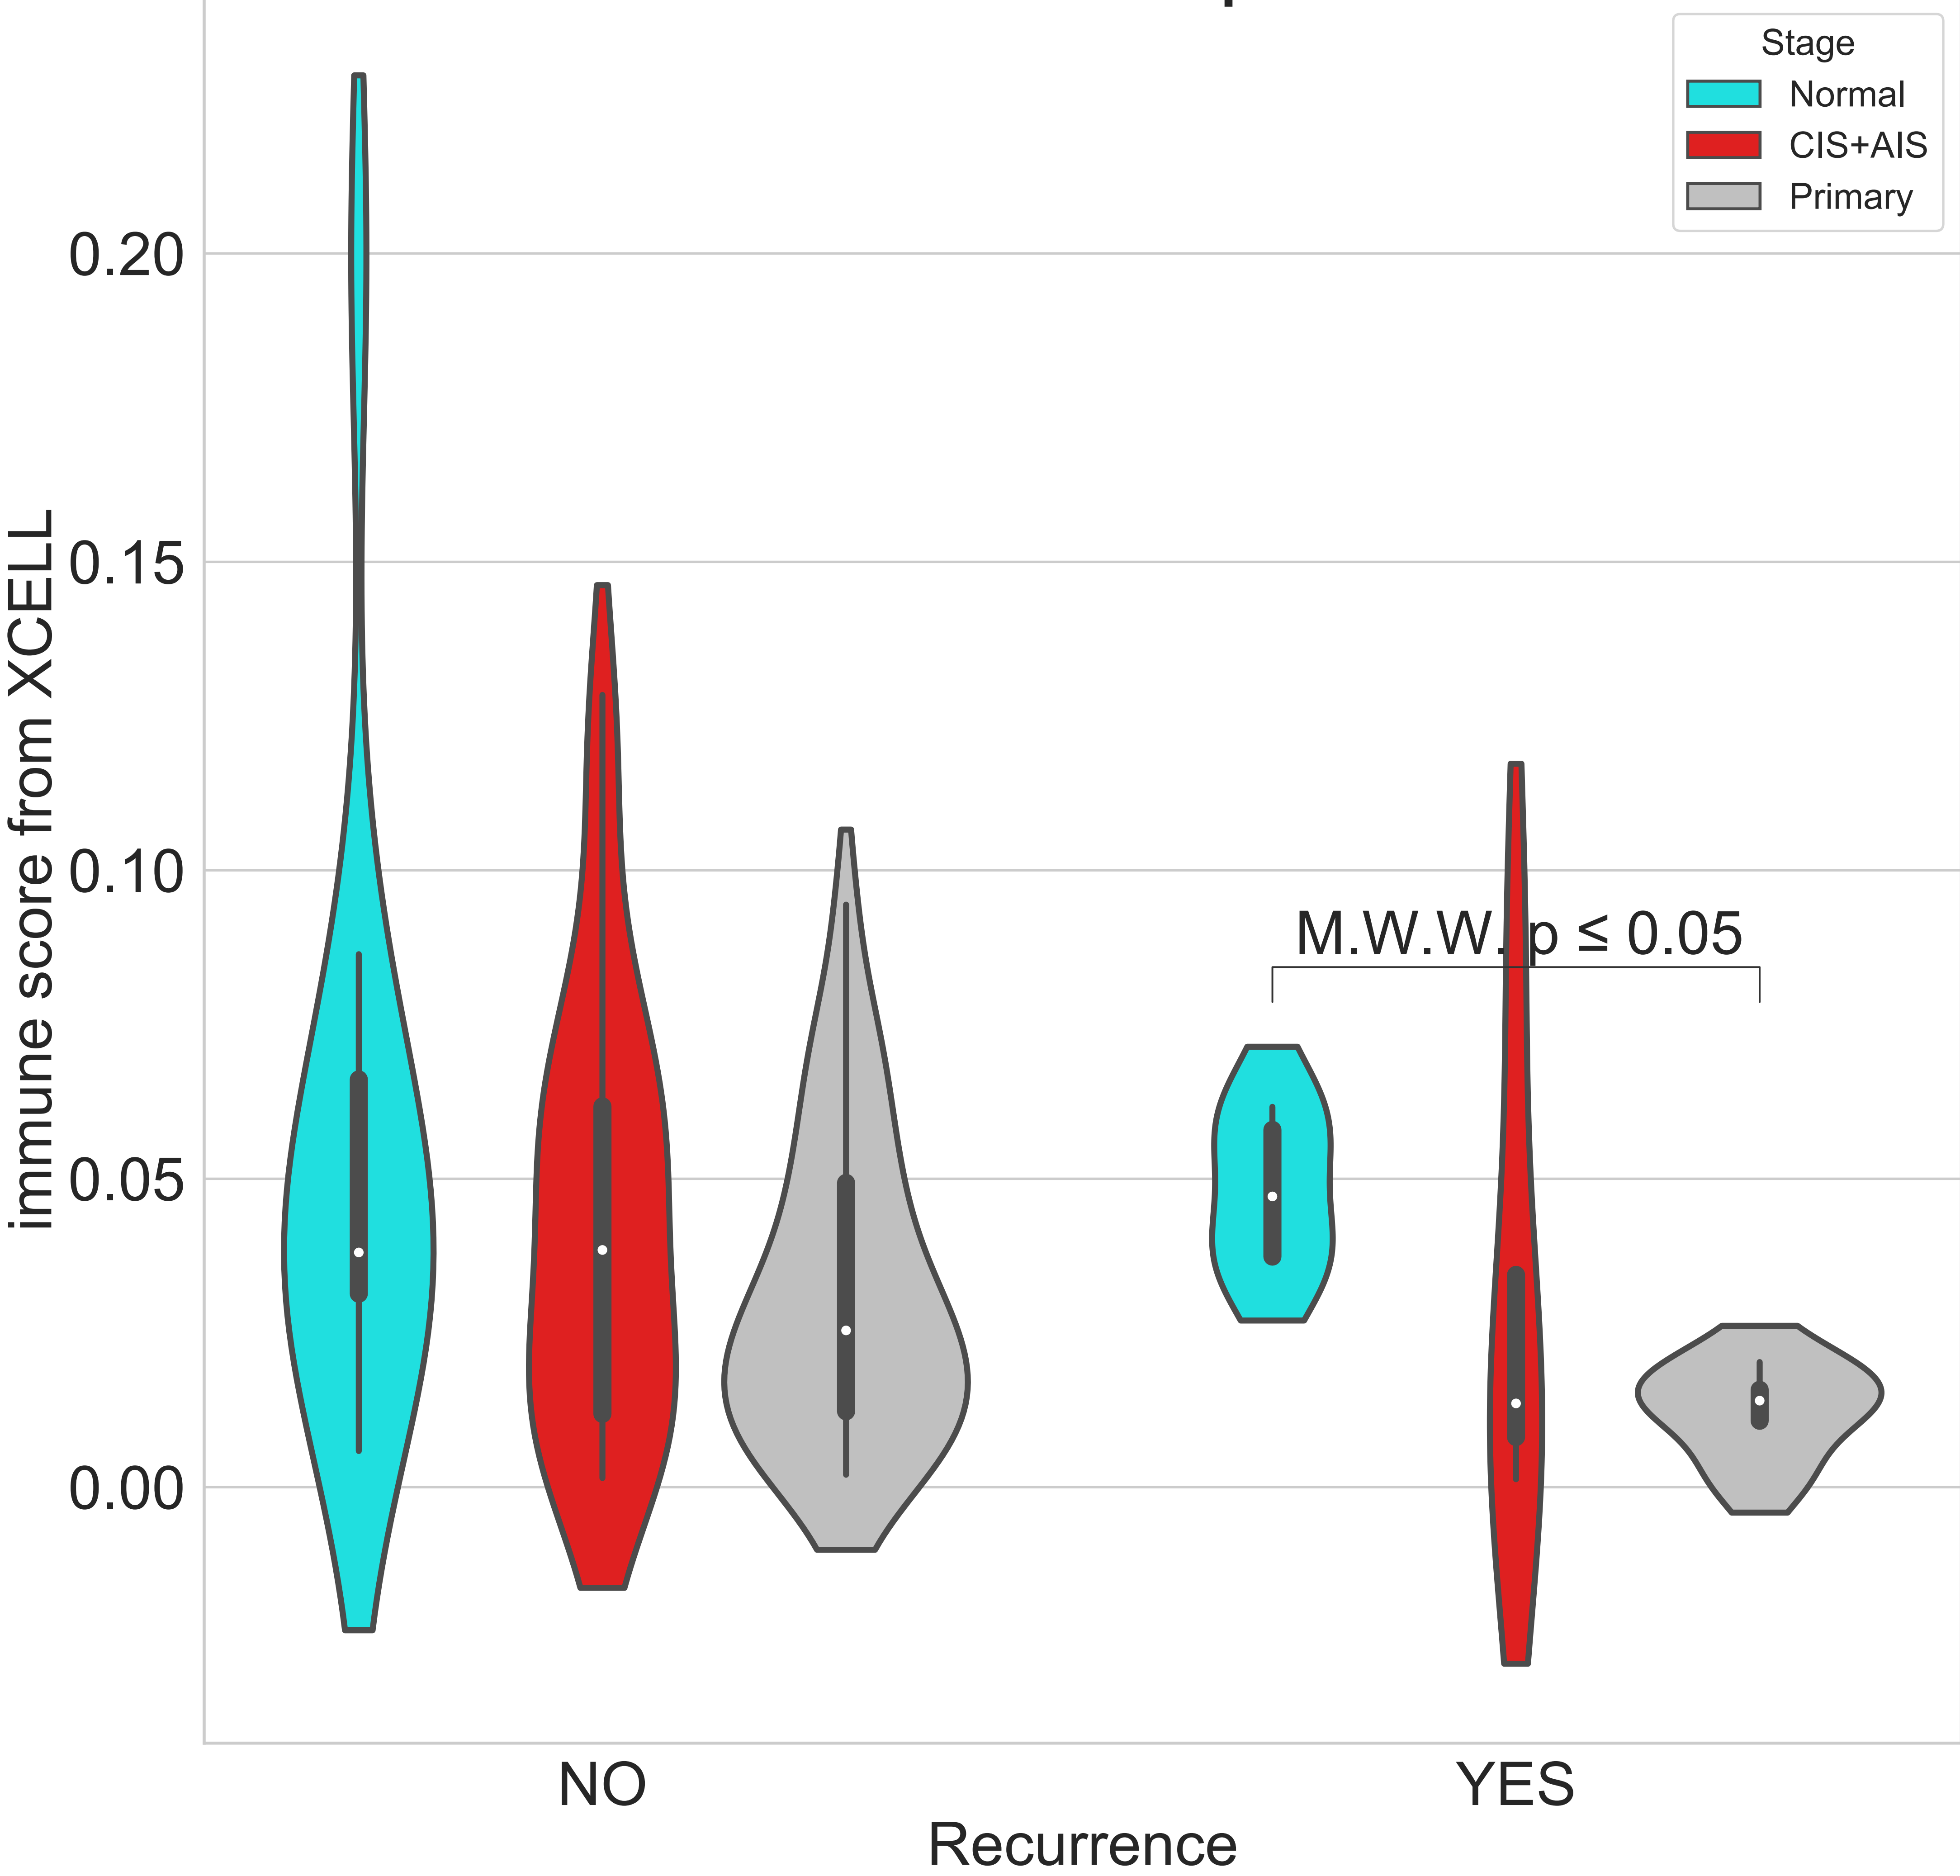 Stage
Normal
CIS+AIS
Primary
0.20
0.15
0.10
0.05
0.00
immune score from XCELL
M.W.W. p ≤ 0.05
NO
YES
Recurrence